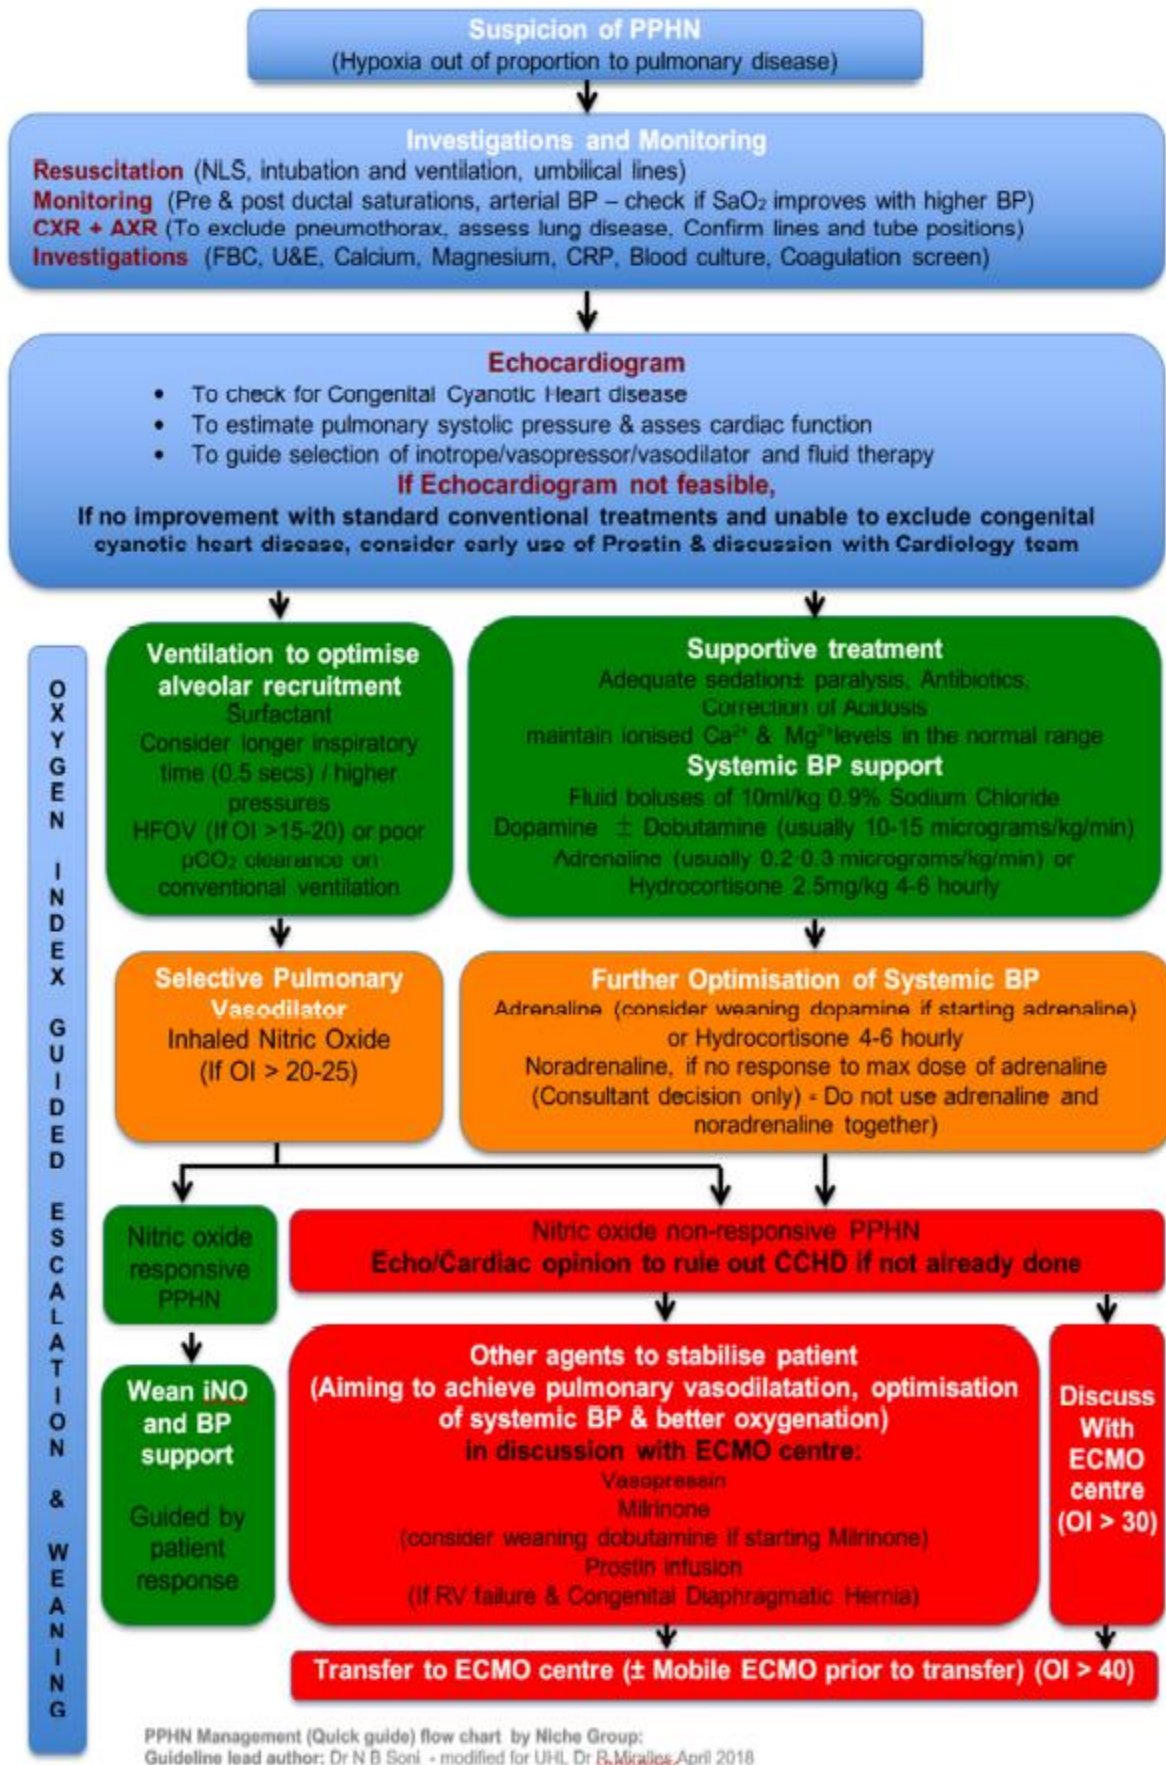 Suspicion of PPHN
(Hypoxia out of proportion to pulmonary disease)
Investigations and Monitoring
Resuscitation (NLS, intubation and ventilation, umbilical lines)
Monitoring (Pre & post ductal saturations, arterial BP – check if SaO₂ improves with higher BP)
CXR + AXR (To exclude pneumothorax, assess lung disease, Confirm lines and tube positions)
Investigations (FBC, U&E, Calcium, Magnesium, CRP, Blood culture, Coagulation screen)
Echocardiogram
• To check for Congenital Cyanotic Heart disease
• To estimate pulmonary systolic pressure & asses cardiac function
• To guide selection of inotrope/vasopressor/vasodilator and fluid therapy
If Echocardiogram not feasible,
If no improvement with standard conventional treatments and unable to exclude congenital
cyanotic heart disease, consider early use of Prostin & discussion with Cardiology team
OXYGEN INDEX GUIDED ESCALATION & WEANING
Ventilation to optimise
alveolar recruitment
Surfactant
Consider longer inspiratory
time (0.5 secs) / higher
pressures
HFOV (If OI >15-20) or poor
pCO₂ clearance on
conventional ventilation
Supportive treatment
Adequate sedation± paralysis, Antibiotics,
Correction of Acidosis
maintain ionised Ca²⁺ & Mg²⁺levels in the normal range
Systemic BP support
Fluid boluses of 10ml/kg 0.9% Sodium Chloride
Dopamine ± Dobutamine (usually 10-15 micrograms/kg/min)
Adrenaline (usually 0.2-0.3 micrograms/kg/min) or
Hydrocortisone 2.5mg/kg 4-6 hourly
Selective Pulmonary
Vasodilator
Inhaled Nitric Oxide
(If OI > 20-25)
Further Optimisation of Systemic BP
Adrenaline (consider weaning dopamine if starting adrenaline)
or Hydrocortisone 4-6 hourly
Noradrenaline, if no response to max dose of adrenaline
(Consultant decision only) - Do not use adrenaline and
noradrenaline together)
Nitric oxide
responsive
PPHN
Nitric oxide non-responsive PPHN
Echo/Cardiac opinion to rule out CCHD if not already done
Wean iNO
and BP
support
Guided by
patient
response
Other agents to stabilise patient
(Aiming to achieve pulmonary vasodilatation, optimisation
of systemic BP & better oxygenation)
in discussion with ECMO centre:
Vasopressin
Milrinone
(consider weaning dobutamine if starting Milrinone)
Prostin infusion
(If RV failure & Congenital Diaphragmatic Hernia)
Discuss
With
ECMO
centre
(OI > 30)
Transfer to ECMO centre (± Mobile ECMO prior to transfer) (OI > 40)
PPHN Management (Quick guide) flow chart by Niche Group:
Guideline lead author: Dr N B Soni - modified for UHL Dr R Miralles April 2018